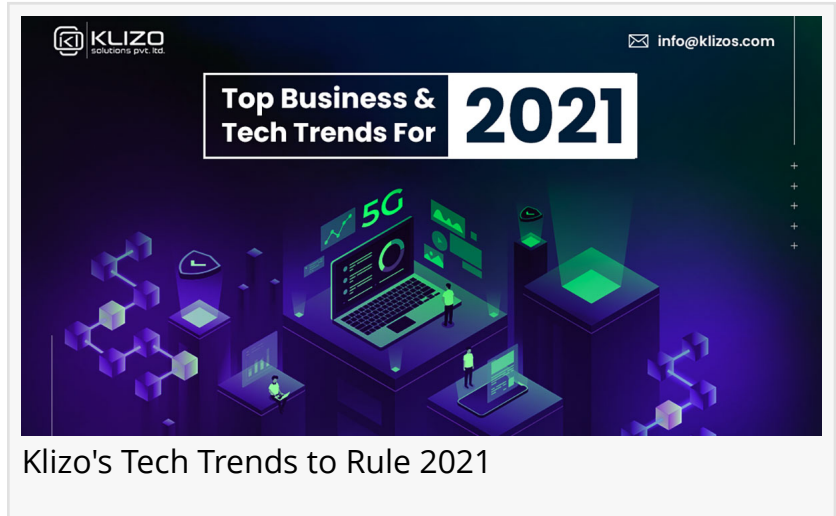 KLIZO
solutions pvt. ltd.
info@klizos.com
Top Business &
Tech Trends For
2021
5G
Klizo's Tech Trends to Rule 2021